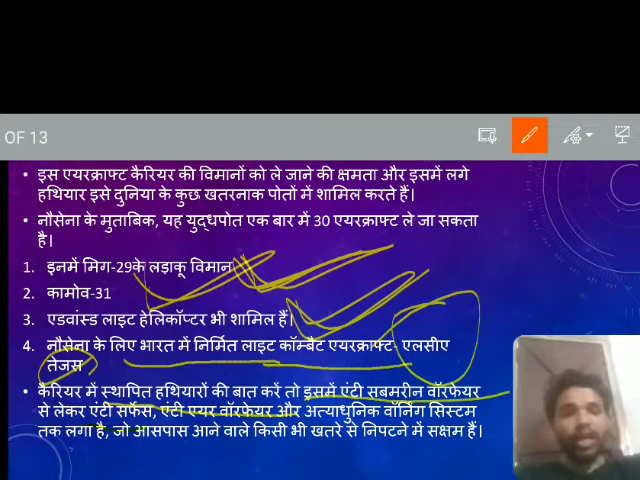 OF 13
• इस एयरक्राफ्ट कैरियर की विमानों को ले जाने की क्षमता और इसमें लगे
हथियार इसे दुनिया के कुछ खतरनाक पोतों में शामिल करते हैं।
• नौसेना के मुताबिक, यह युद्धपोत एक बार में 30 एयरक्राफ्ट ले जा सकता
है।
1. इनमें मिग-29के लड़ाकू विमान
2. कामोव-31
3. एडवांस्ड लाइट हेलिकॉप्टर भी शामिल हैं।
4. नौसेना के लिए भारत में निर्मित लाइट कॉम्बैट एयरक्राफ्ट- एलसीए
तेजस
• कैरियर में स्थापित हथियारों की बात करें तो इसमें एंटी सबमरीन वॉरफेयर
से लेकर एंटी सर्फेस, एंटी एयर वॉरफेयर और अत्याधुनिक वॉर्निंग सिस्टम
तक लगा है, जो आसपास आने वाले किसी भी खतरे से निपटने में सक्षम हैं।